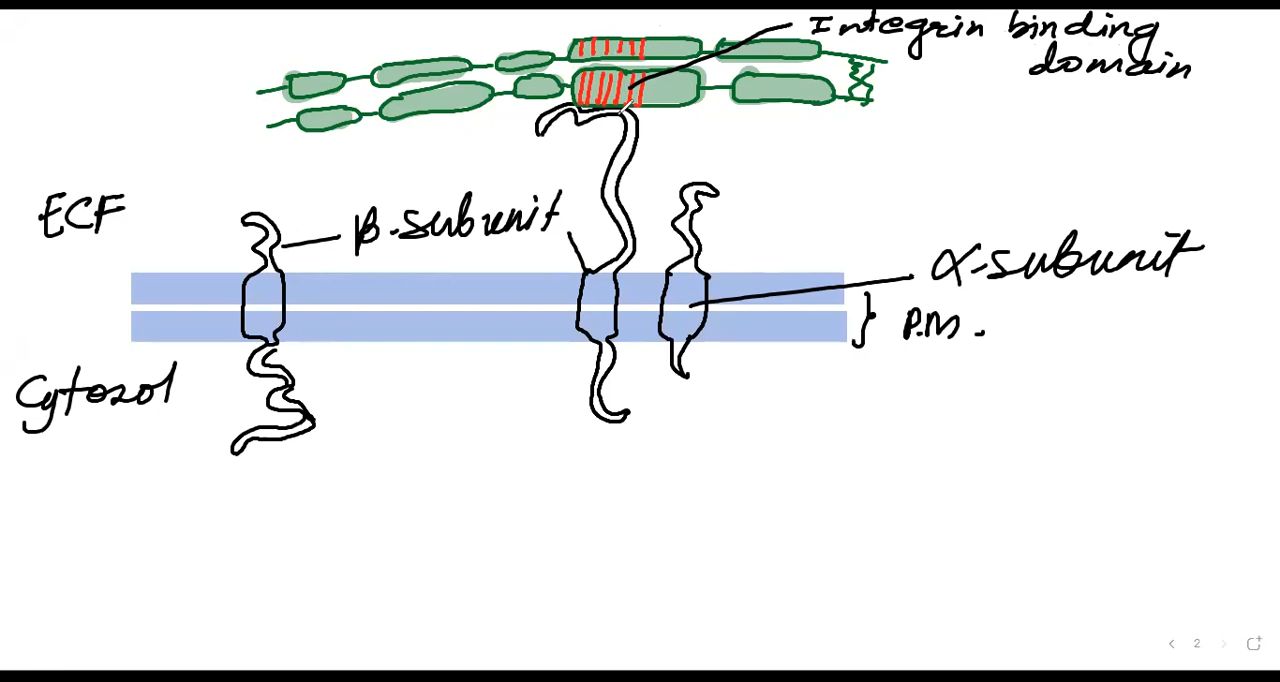 Integrin binding
domain
ECF
β-subunit
α-subunit
P.M.
Cytosol
2